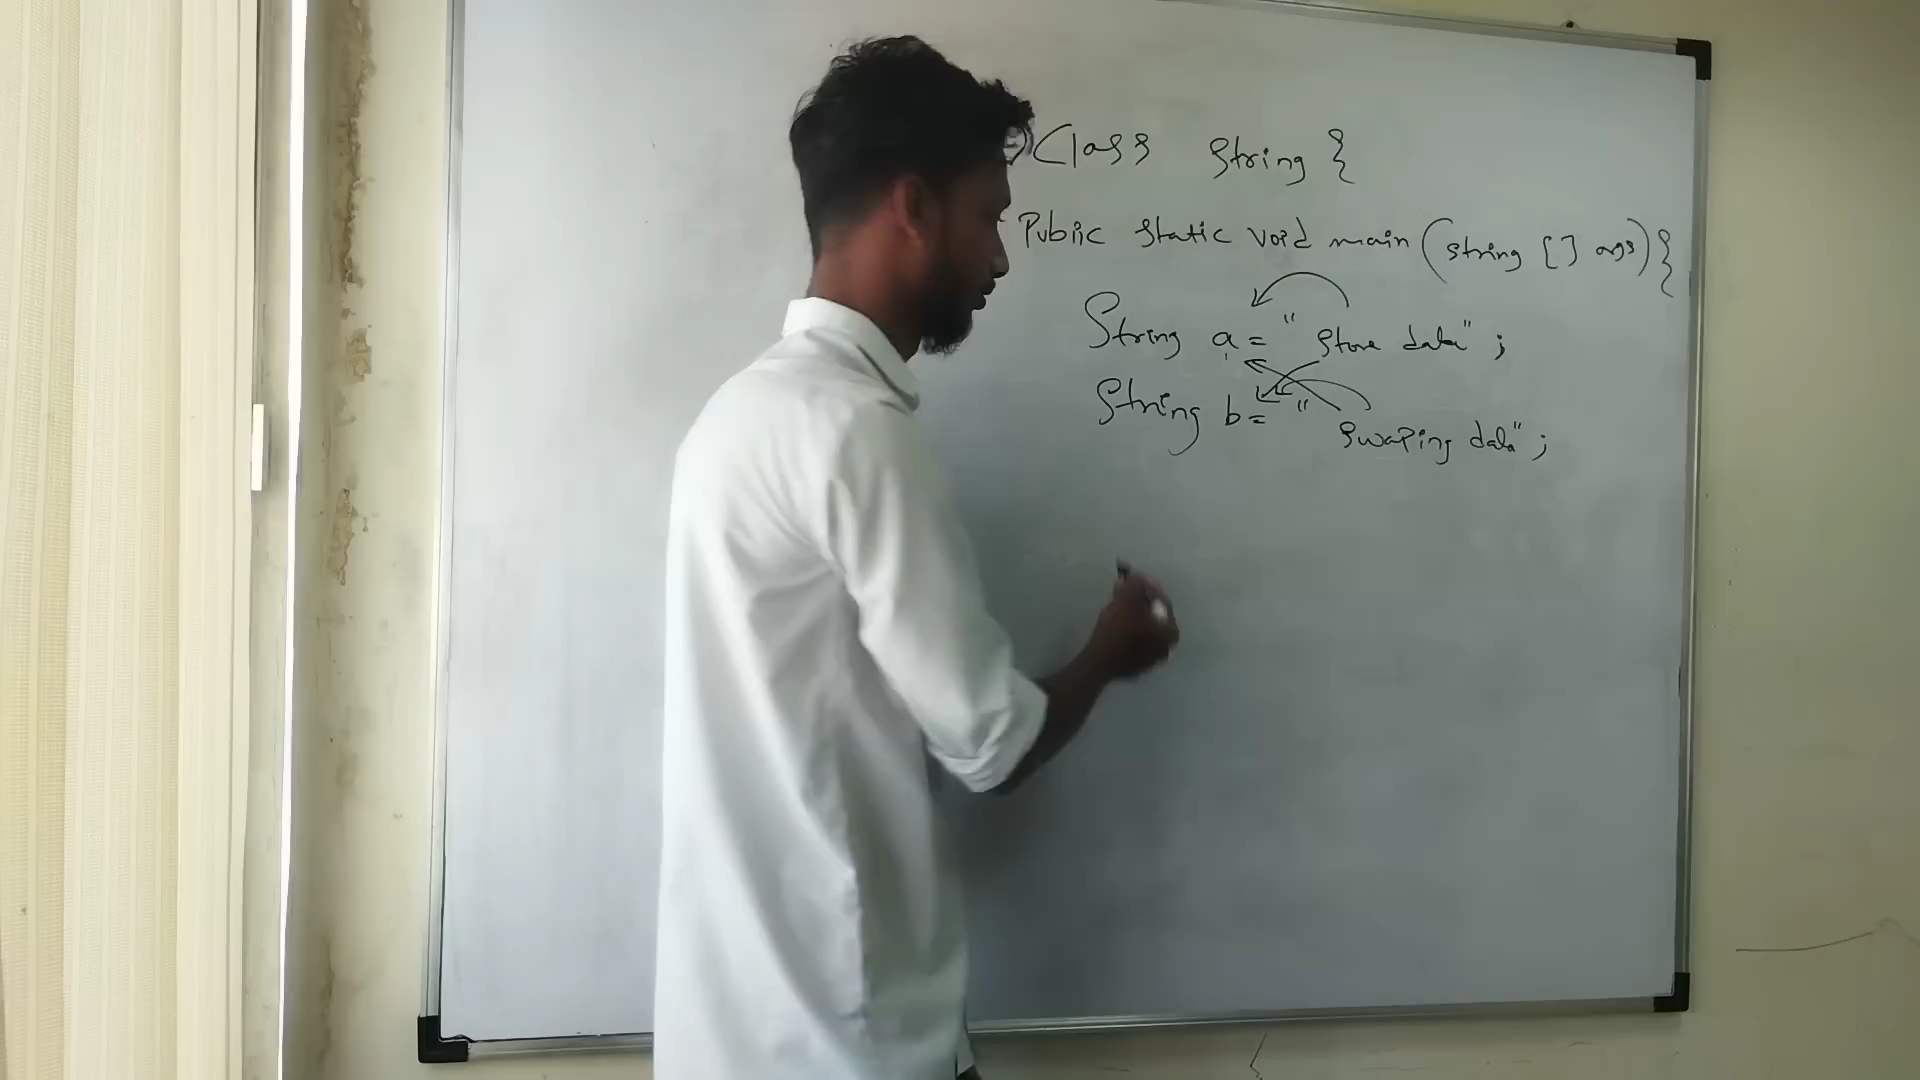 Class String {
Public Static Void main (string [] args) {
String a = " Store data" ;
String b = " Swaping data" ;